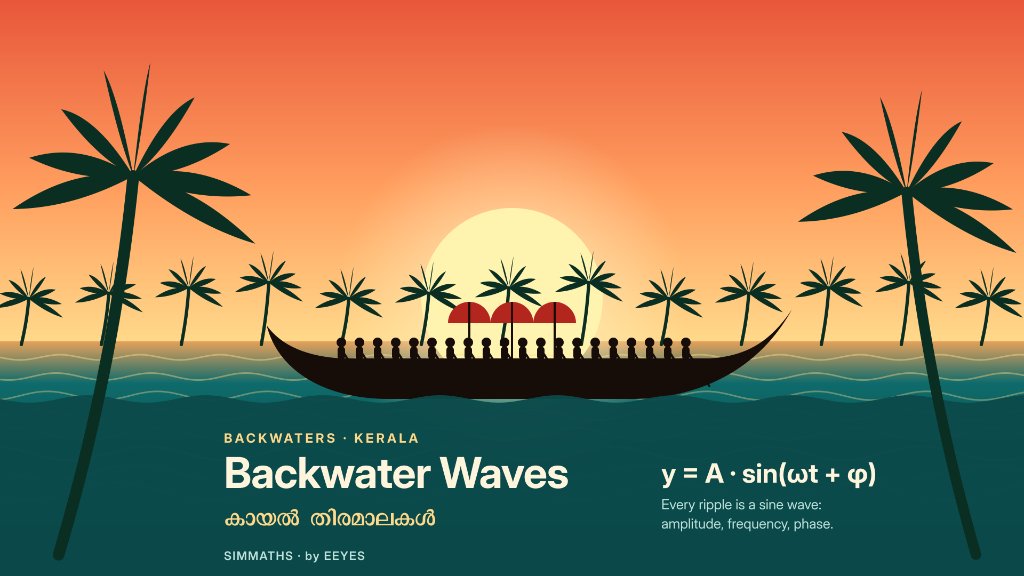 BACKWATERS · KERALA
Backwater Waves
കായൽ തിരമാലകൾ
SIMMATHS · by EEYES
y = A · sin(ωt + φ)
Every ripple is a sine wave:
amplitude, frequency, phase.